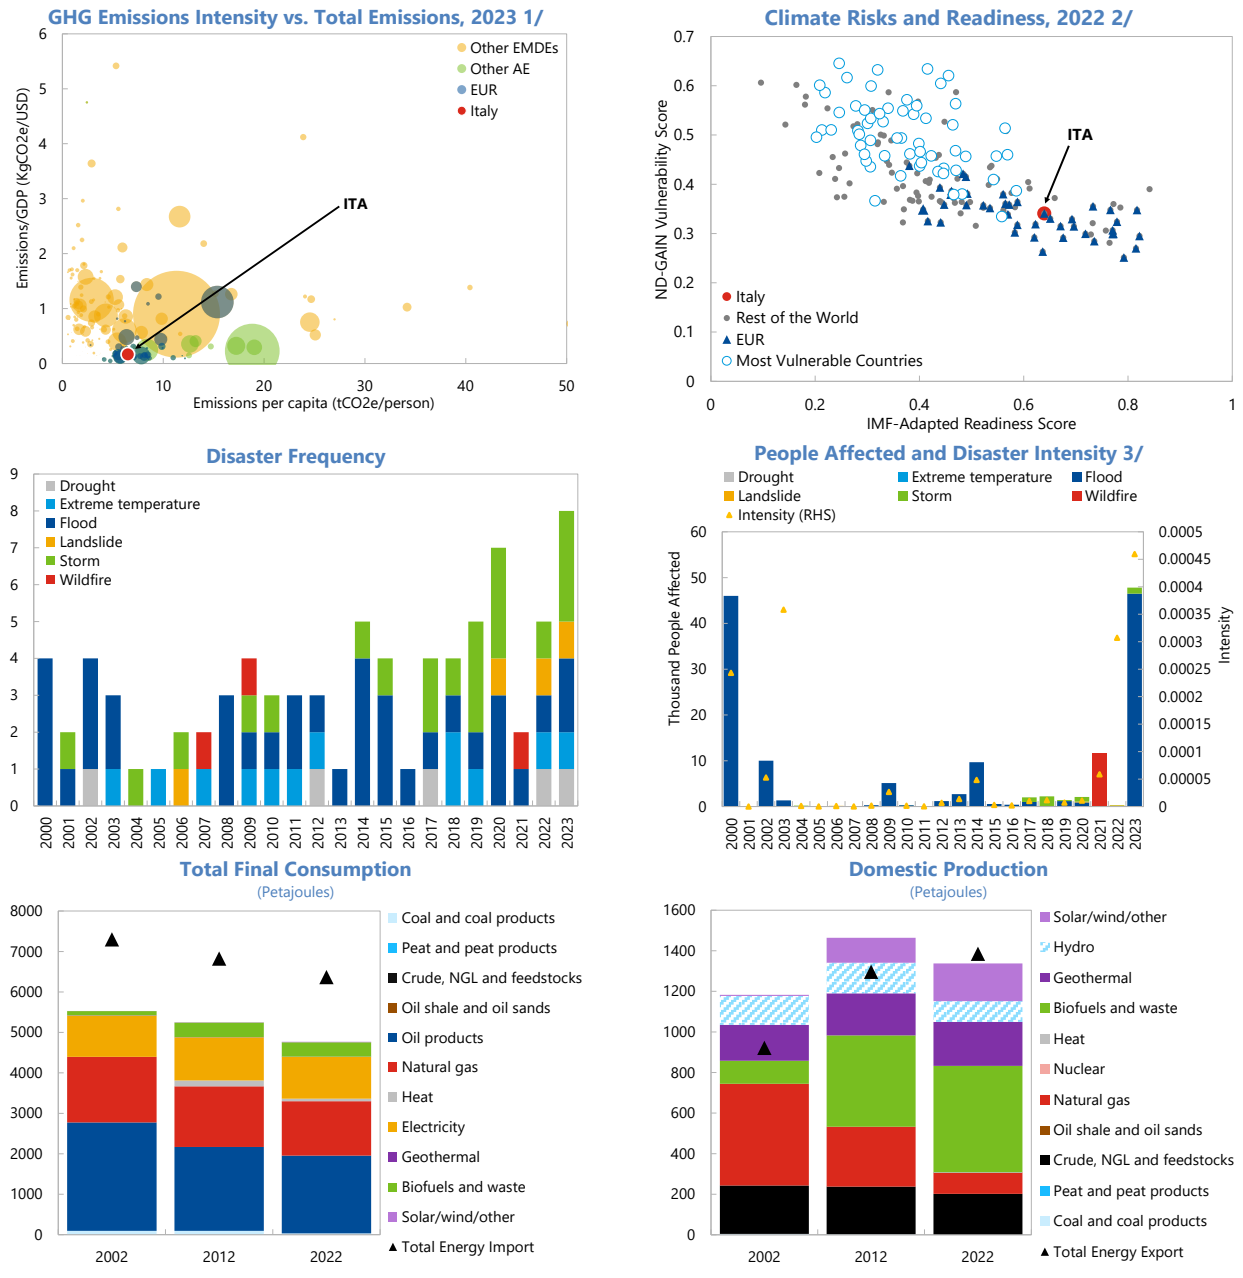 GHG Emissions Intensity vs. Total Emissions, 2023 1/
Emissions/GDP (KgCO2e/USD)
6
5
4
3
2
1
0
Other EMDEs
Other AE
EUR
Italy
ITA
0 10 20 30 40 50
Emissions per capita (tCO2e/person)
Climate Risks and Readiness, 2022 2/
ND-GAIN Vulnerability Score
0.7
0.6
0.5
0.4
0.3
0.2
0.1
0
ITA
Italy
Rest of the World
EUR
Most Vulnerable Countries
0 0.2 0.4 0.6 0.8 1
IMF-Adapted Readiness Score
Disaster Frequency
9
8
7
6
5
4
3
2
1
0
Drought
Extreme temperature
Flood
Landslide
Storm
Wildfire
2000 2001 2002 2003 2004 2005 2006 2007 2008 2009 2010 2011 2012 2013 2014 2015 2016 2017 2018 2019 2020 2021 2022 2023
People Affected and Disaster Intensity 3/
Drought Extreme temperature Flood
Landslide Storm Wildfire
Intensity (RHS)
Thousand People Affected
60
50
40
30
20
10
0
0.0005
0.00045
0.0004
0.00035
0.0003
0.00025
0.0002
0.00015
0.0001
0.00005
0
Intensity
2000 2001 2002 2003 2004 2005 2006 2007 2008 2009 2010 2011 2012 2013 2014 2015 2016 2017 2018 2019 2020 2021 2022 2023
Total Final Consumption
(Petajoules)
8000
7000
6000
5000
4000
3000
2000
1000
0
2002 2012 2022
Coal and coal products
Peat and peat products
Crude, NGL and feedstocks
Oil shale and oil sands
Oil products
Natural gas
Heat
Electricity
Geothermal
Biofuels and waste
Solar/wind/other
Total Energy Import
Domestic Production
(Petajoules)
1600
1400
1200
1000
800
600
400
200
0
2002 2012 2022
Solar/wind/other
Hydro
Geothermal
Biofuels and waste
Heat
Nuclear
Natural gas
Oil shale and oil sands
Crude, NGL and feedstocks
Peat and peat products
Coal and coal products
Total Energy Export